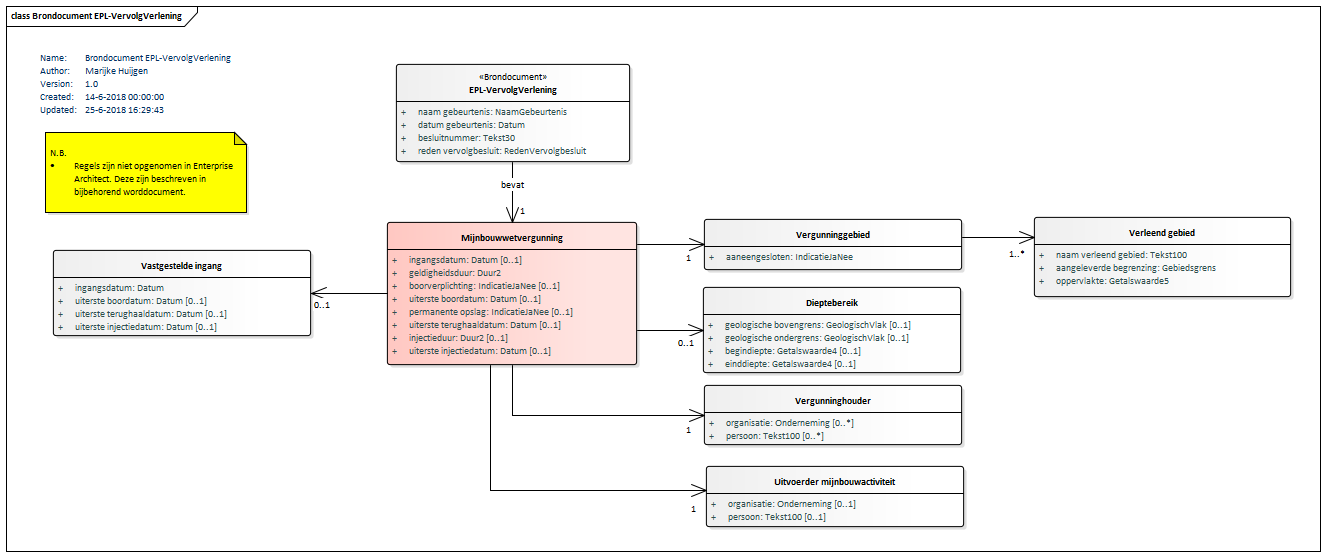 class Brondocument EPL-VervolgVerlening
Name: Brondocument EPL-VervolgVerlening
Author: Marijke Huijgen
Version: 1.0
Created: 14-6-2018 00:00:00
Updated: 25-6-2018 16:29:43
N.B.
• Regels zijn niet opgenomen in Enterprise
Architect. Deze zijn beschreven in
bijbehorend worddocument.
«Brondocument»
EPL-VervolgVerlening
+ naam gebeurtenis: NaamGebeurtenis
+ datum gebeurtenis: Datum
+ besluitnummer: Tekst30
+ reden vervolgbesluit: RedenVervolgbesluit
bevat
1
Mijnbouwwetvergunning
+ ingangsdatum: Datum [0..1]
+ geldigheidsduur: Duur2
+ boorverplichting: IndicatieJaNee [0..1]
+ uiterste boordatum: Datum [0..1]
+ permanente opslag: IndicatieJaNee [0..1]
+ uiterste terughaaldatum: Datum [0..1]
+ injectieduur: Duur2 [0..1]
+ uiterste injectiedatum: Datum [0..1]
Vastgestelde ingang
+ ingangsdatum: Datum
+ uiterste boordatum: Datum [0..1]
+ uiterste terughaaldatum: Datum [0..1]
+ uiterste injectiedatum: Datum [0..1]
0..1
Vergunninggebied
+ aaneengesloten: IndicatieJaNee
1
Verleend gebied
+ naam verleend gebied: Tekst100
+ aangeleverde begrenzing: Gebiedsgrens
+ oppervlakte: Getalswaarde5
1..*
Dieptebereik
+ geologische bovengrens: GeologischVlak [0..1]
+ geologische ondergrens: GeologischVlak [0..1]
+ begindiepte: Getalswaarde4 [0..1]
+ einddiepte: Getalswaarde4 [0..1]
0..1
Vergunninghouder
+ organisatie: Onderneming [0..*]
+ persoon: Tekst100 [0..*]
1
Uitvoerder mijnbouwactiviteit
+ organisatie: Onderneming [0..1]
+ persoon: Tekst100 [0..1]
1